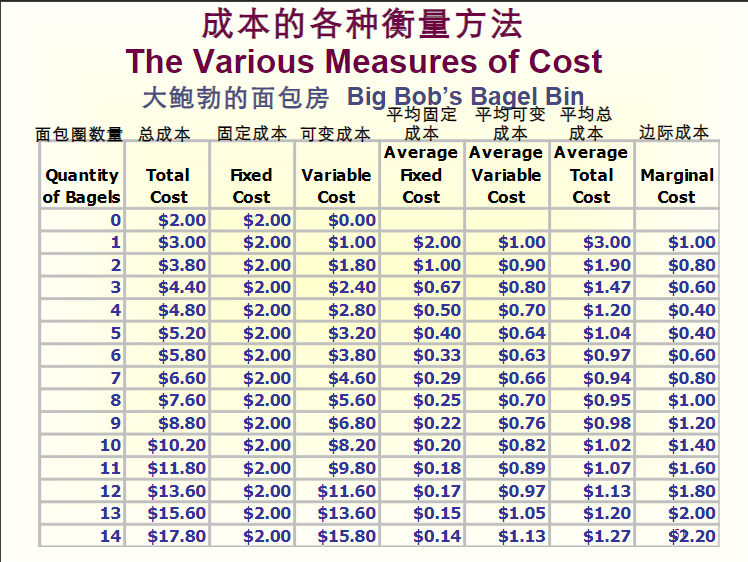 成本的各种衡量方法
The Various Measures of Cost
大鲍勃的面包房 Big Bob's Bagel Bin
面包圈数量 总成本 固定成本 可变成本 平均固定成本 平均可变成本 平均总成本 边际成本
Quantity of Bagels Total Cost Fixed Cost Variable Cost Average Fixed Cost Average Variable Cost Average Total Cost Marginal Cost
0 $2.00 $2.00 $0.00
1 $3.00 $2.00 $1.00 $2.00 $1.00 $3.00 $1.00
2 $3.80 $2.00 $1.80 $1.00 $0.90 $1.90 $0.80
3 $4.40 $2.00 $2.40 $0.67 $0.80 $1.47 $0.60
4 $4.80 $2.00 $2.80 $0.50 $0.70 $1.20 $0.40
5 $5.20 $2.00 $3.20 $0.40 $0.64 $1.04 $0.40
6 $5.80 $2.00 $3.80 $0.33 $0.63 $0.97 $0.60
7 $6.60 $2.00 $4.60 $0.29 $0.66 $0.94 $0.80
8 $7.60 $2.00 $5.60 $0.25 $0.70 $0.95 $1.00
9 $8.80 $2.00 $6.80 $0.22 $0.76 $0.98 $1.20
10 $10.20 $2.00 $8.20 $0.20 $0.82 $1.02 $1.40
11 $11.80 $2.00 $9.80 $0.18 $0.89 $1.07 $1.60
12 $13.60 $2.00 $11.60 $0.17 $0.97 $1.13 $1.80
13 $15.60 $2.00 $13.60 $0.15 $1.05 $1.20 $2.00
14 $17.80 $2.00 $15.80 $0.14 $1.13 $1.27 $2.20